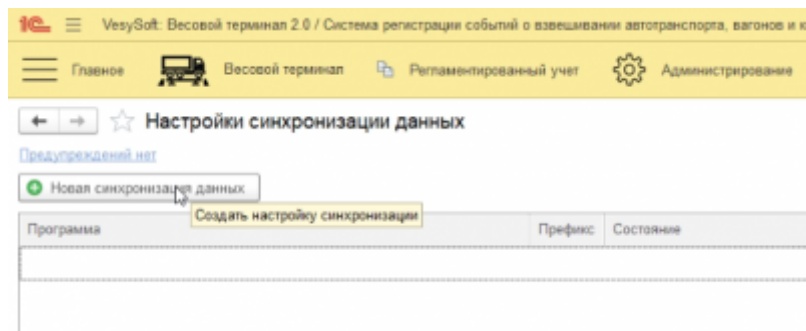 1С VesySoft: Весовой терминал 2.0 / Система регистрации событий о взвешивании автотранспорта, вагонов и к
Главное Весовой терминал Регламентированный учет Администрирование
Настройки синхронизации данных
Предупреждений нет
Новая синхронизация данных
Создать настройку синхронизации
Программа Префикс Состояние